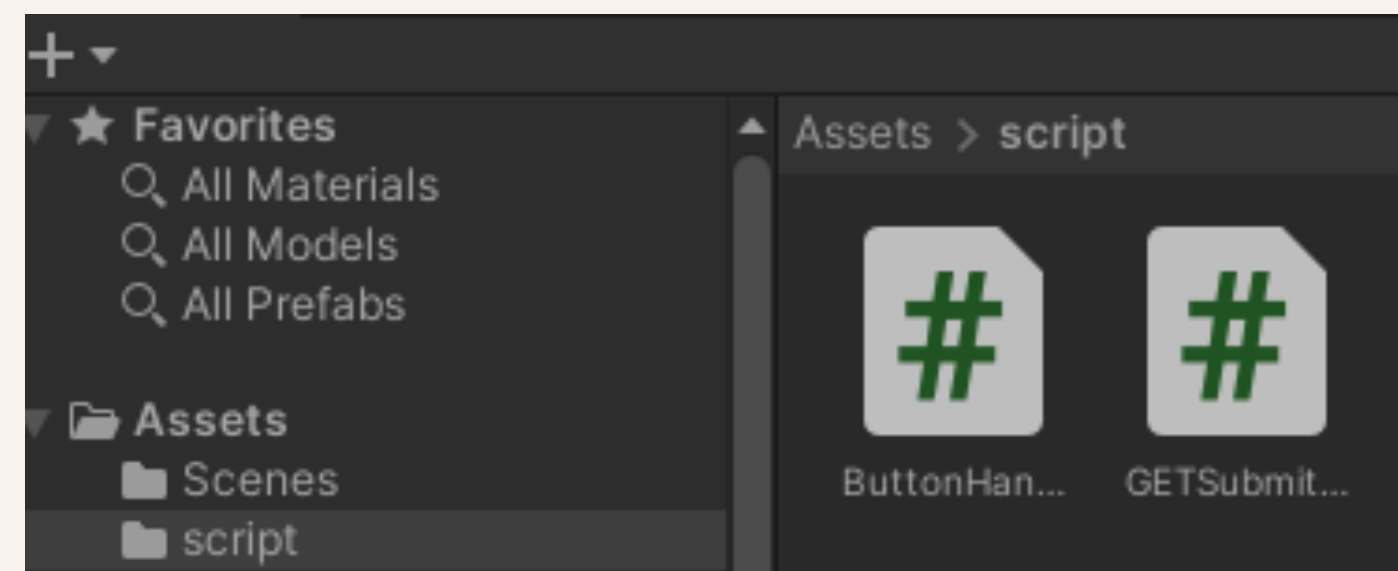 Favorites
All Materials
All Models
All Prefabs
Assets
Scenes
script
Assets > script
ButtonHan...
GETSubmit...